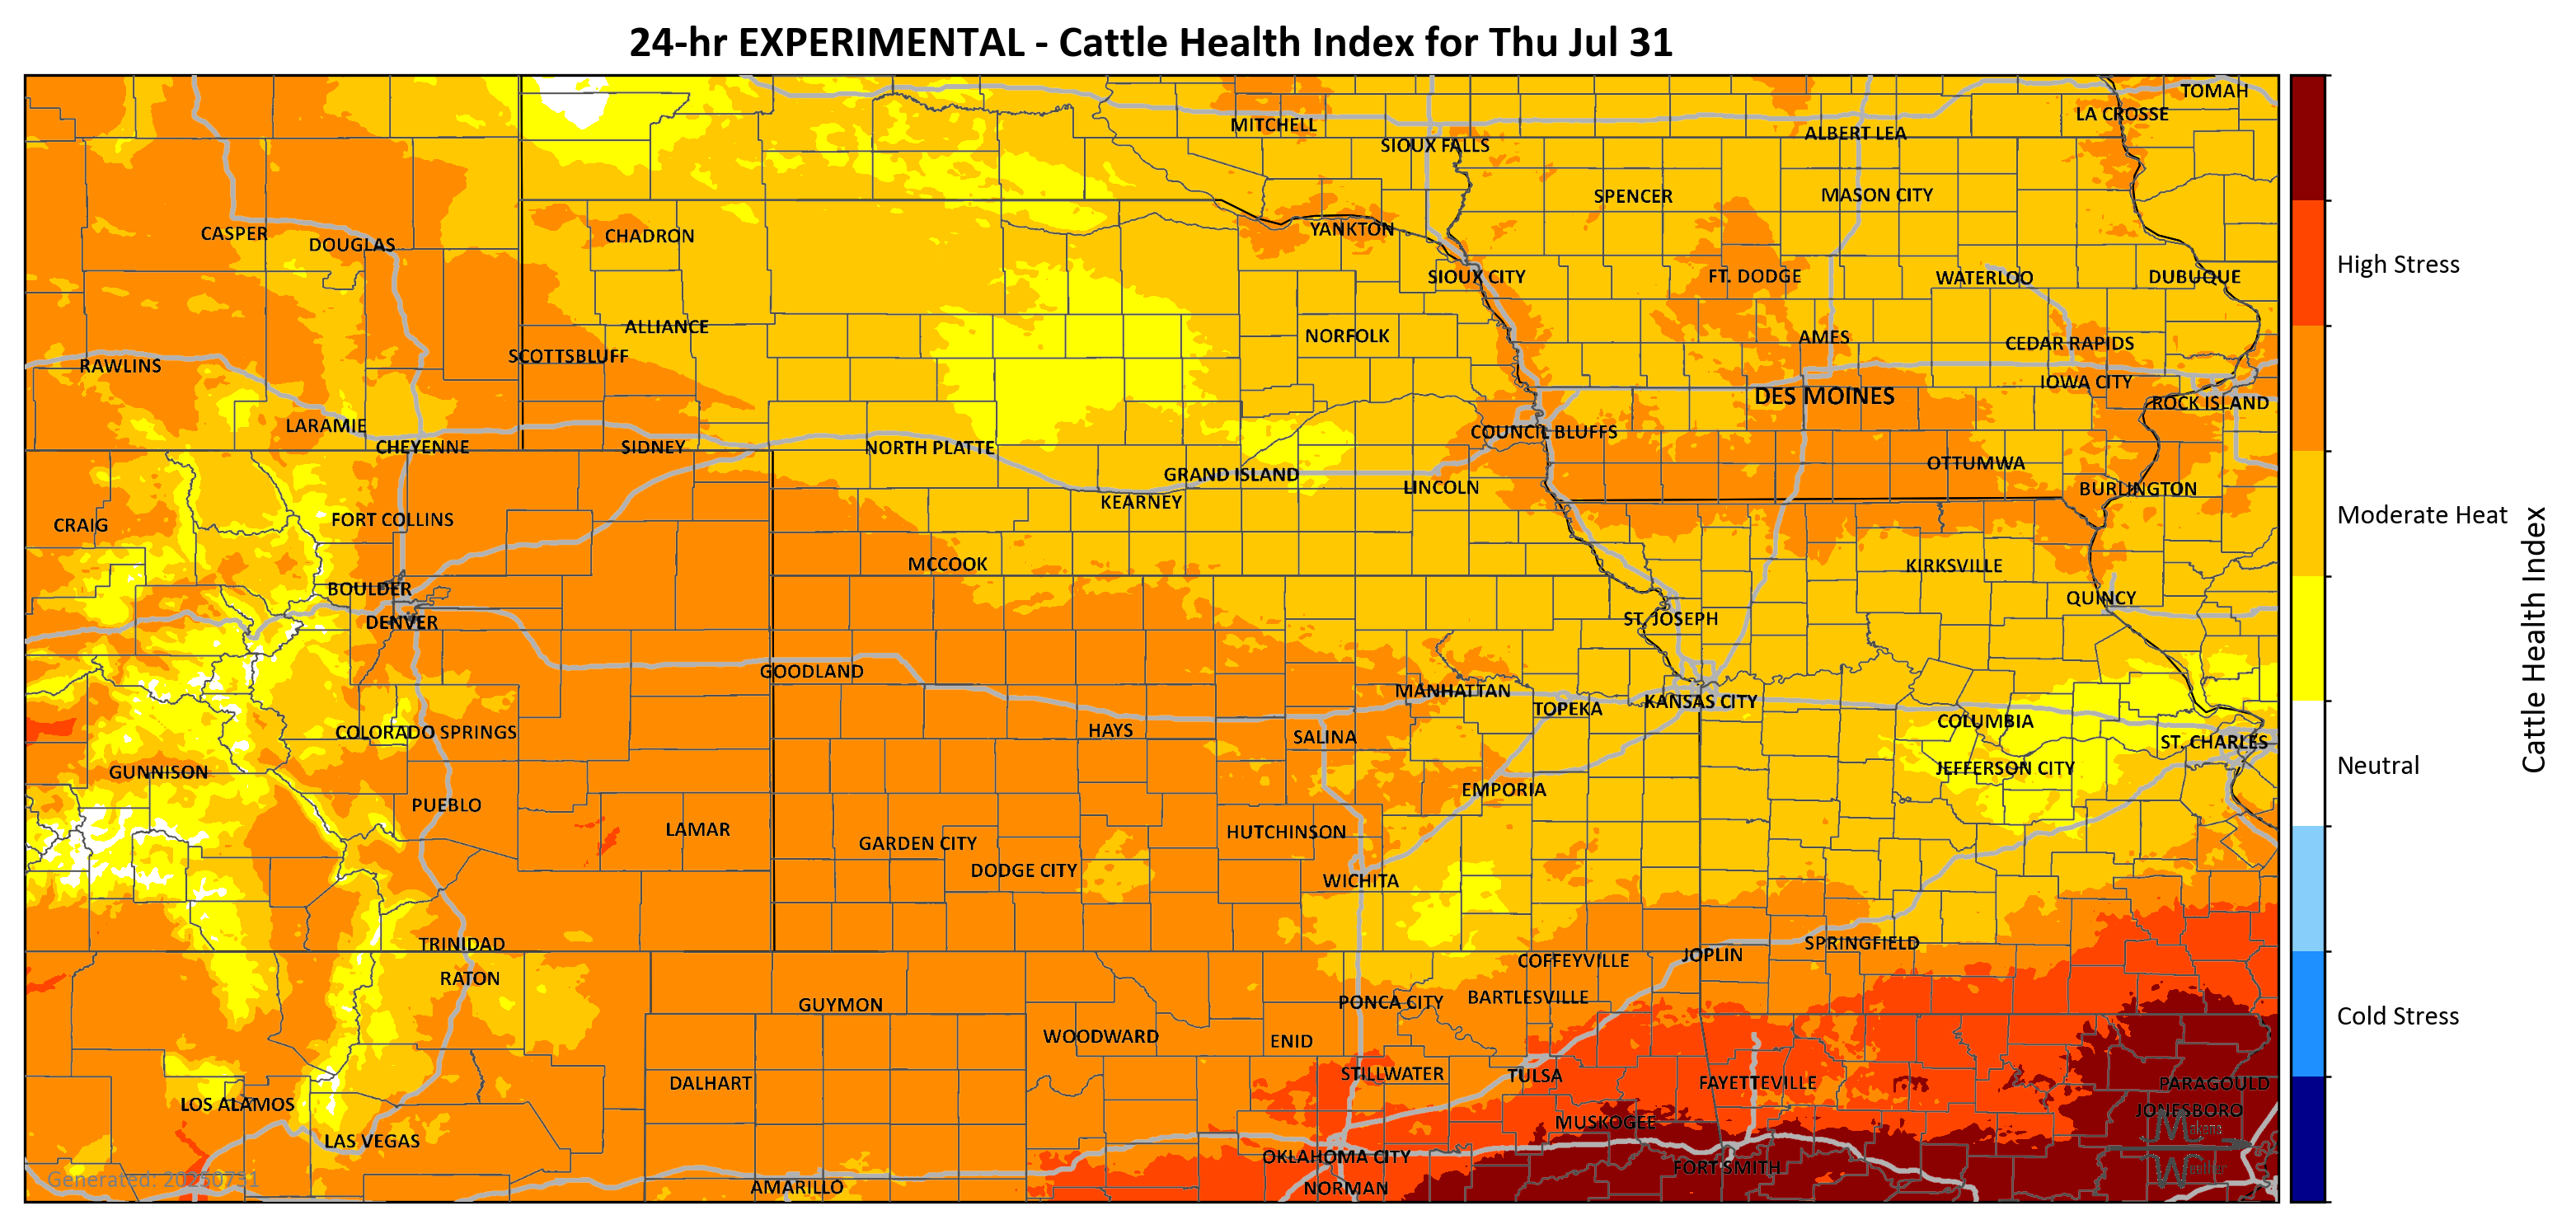 24-hr EXPERIMENTAL - Cattle Health Index for Thu Jul 31
TOMAH
LA CROSSE
MITCHELL
ALBERT LEA
SIOUX FALLS
SPENCER
MASON CITY
CASPER
DOUGLAS
CHADRON
YANKTON
SIOUX CITY
FT. DODGE
WATERLOO
DUBUQUE
ALLIANCE
NORFOLK
AMES
CEDAR RAPIDS
SCOTTSBLUFF
RAWLINS
IOWA CITY
DES MOINES
ROCK ISLAND
LARAMIE
COUNCIL BLUFFS
CHEYENNE
SIDNEY
NORTH PLATTE
OTTUMWA
GRAND ISLAND
LINCOLN
BURLINGTON
KEARNEY
CRAIG
FORT COLLINS
MCCOOK
KIRKSVILLE
BOULDER
QUINCY
DENVER
ST. JOSEPH
GOODLAND
MANHATTAN
KANSAS CITY
TOPEKA
COLUMBIA
COLORADO SPRINGS
HAYS
SALINA
ST. CHARLES
GUNNISON
JEFFERSON CITY
EMPORIA
PUEBLO
LAMAR
HUTCHINSON
GARDEN CITY
DODGE CITY
WICHITA
TRINIDAD
SPRINGFIELD
JOPLIN
COFFEYVILLE
RATON
BARTLESVILLE
PONCA CITY
GUYMON
WOODWARD
ENID
STILLWATER
TULSA
DALHART
FAYETTEVILLE
PARAGOULD
LOS ALAMOS
JONESBORO
MUSKOGEE
Makens
LAS VEGAS
OKLAHOMA CITY
FORT SMITH
Weather
Generated: 20250731
AMARILLO
NORMAN
High Stress
Moderate Heat
Neutral
Cold Stress
Cattle Health Index